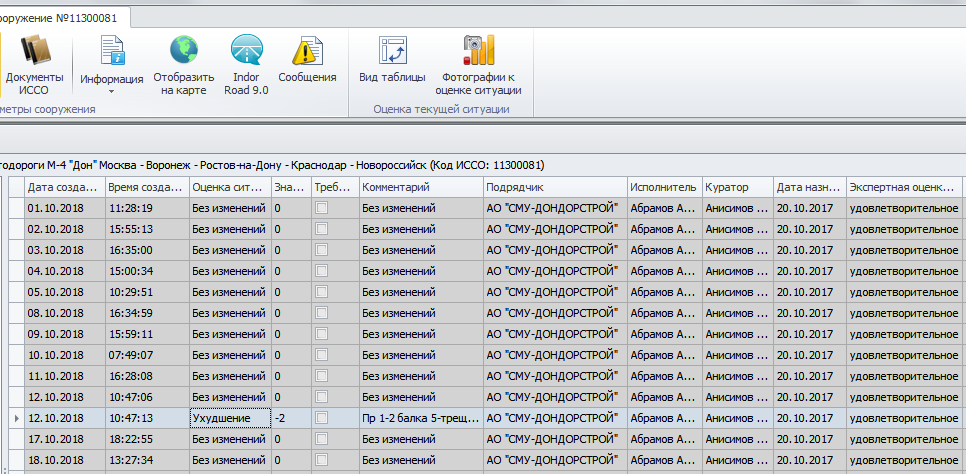 ооружение №11300081
Документы ИССО
Информация
Отобразить на карте
Indor Road 9.0
Сообщения
Вид таблицы
Фотографии к оценке ситуации
метры сооружения
Оценка текущей ситуации
тодороги М-4 "Дон" Москва - Воронеж - Ростов-на-Дону - Краснодар - Новороссийск (Код ИССО: 11300081)
Дата созда... Время созда... Оценка сит... Зна... Треб... Комментарий Подрядчик Исполнитель Куратор Дата назн... Экспертная оценк...
01.10.2018 11:28:19 Без изменений 0 Без изменений АО "СМУ-ДОНДОРСТРОЙ" Абрамов А... Анисимов ... 20.10.2017 удовлетворительное
02.10.2018 15:55:13 Без изменений 0 Без изменений АО "СМУ-ДОНДОРСТРОЙ" Абрамов А... Анисимов ... 20.10.2017 удовлетворительное
03.10.2018 16:35:00 Без изменений 0 Без изменений АО "СМУ-ДОНДОРСТРОЙ" Абрамов А... Анисимов ... 20.10.2017 удовлетворительное
04.10.2018 15:00:34 Без изменений 0 Без изменений АО "СМУ-ДОНДОРСТРОЙ" Абрамов А... Анисимов ... 20.10.2017 удовлетворительное
05.10.2018 10:29:51 Без изменений 0 Без изменений АО "СМУ-ДОНДОРСТРОЙ" Абрамов А... Анисимов ... 20.10.2017 удовлетворительное
08.10.2018 16:34:59 Без изменений 0 Без изменений АО "СМУ-ДОНДОРСТРОЙ" Абрамов А... Анисимов ... 20.10.2017 удовлетворительное
09.10.2018 15:59:11 Без изменений 0 Без изменений АО "СМУ-ДОНДОРСТРОЙ" Абрамов А... Анисимов ... 20.10.2017 удовлетворительное
10.10.2018 07:49:07 Без изменений 0 Без изменений АО "СМУ-ДОНДОРСТРОЙ" Абрамов А... Анисимов ... 20.10.2017 удовлетворительное
11.10.2018 16:28:08 Без изменений 0 Без изменений АО "СМУ-ДОНДОРСТРОЙ" Абрамов А... Анисимов ... 20.10.2017 удовлетворительное
12.10.2018 10:47:06 Без изменений 0 Без изменений АО "СМУ-ДОНДОРСТРОЙ" Абрамов А... Анисимов ... 20.10.2017 удовлетворительное
12.10.2018 10:47:13 Ухудшение -2 Пр 1-2 балка 5-трещ... АО "СМУ-ДОНДОРСТРОЙ" Абрамов А... Анисимов ... 20.10.2017 удовлетворительное
17.10.2018 18:22:55 Без изменений 0 Без изменений АО "СМУ-ДОНДОРСТРОЙ" Абрамов А... Анисимов ... 20.10.2017 удовлетворительное
18.10.2018 13:27:34 Без изменений 0 Без изменений АО "СМУ-ДОНДОРСТРОЙ" Абрамов А... Анисимов ... 20.10.2017 удовлетворительное